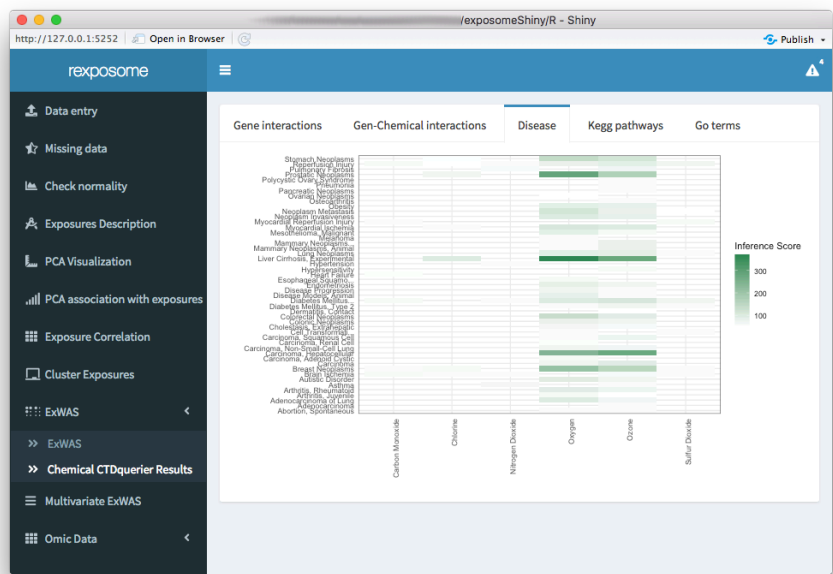 /exposomeShiny/R - Shiny
http://127.0.0.1:5252
Open in Browser
Publish
rexposome
4
Data entry
Missing data
Check normality
Exposures Description
PCA Visualization
PCA association with exposures
Exposure Correlation
Cluster Exposures
ExWAS
ExWAS
Chemical CTDquerier Results
Multivariate ExWAS
Omic Data
Gene interactions
Gen-Chemical interactions
Disease
Kegg pathways
Go terms
Stomach Neoplasms
Reperfusion Injury
Pulmonary Fibrosis
Prostatic Neoplasms
Polycystic Ovary Syndrome
Pneumonia
Pancreatic Neoplasms
Ovarian Neoplasms
Osteoarthritis
Obesity
Neoplasm Metastasis
Neoplasm Invasiveness
Myocardial Reperfusion Injury
Myocardial Ischemia
Mesothelioma, Malignant
Melanoma
Mammary Neoplasms...
Mammary Neoplasms, Animal
Lung Neoplasms
Liver Cirrhosis, Experimental
Hypertension
Hypersensitivity
Heart Failure
Esophageal Squamo...
Endometriosis
Disease Progression
Disease Models, Animal
Diabetes Mellitus...
Diabetes Mellitus, Type 2
Dermatitis, Contact
Colorectal Neoplasms
Colonic Neoplasms
Cholestasis, Extrahepatic
Cell Transformati...
Carcinoma, Squamous Cell
Carcinoma, Renal Cell
Carcinoma, Non-Small-Cell Lung
Carcinoma, Hepatocellular
Carcinoma, Adenoid Cystic
Carcinoma
Breast Neoplasms
Brain Ischemia
Autistic Disorder
Asthma
Arthritis, Rheumatoid
Arthritis, Juvenile
Adenocarcinoma of Lung
Adenocarcinoma
Abortion, Spontaneous
Carbon Monoxide
Chlorine
Nitrogen Dioxide
Oxygen
Ozone
Sulfur Dioxide
Inference Score
300
200
100